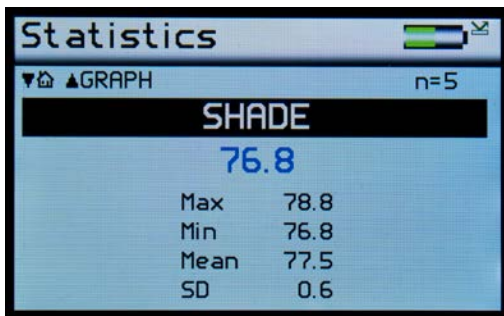 Statistics
▼⌂ ▲GRAPH n=5
SHADE
76.8
Max 78.8
Min 76.8
Mean 77.5
SD 0.6